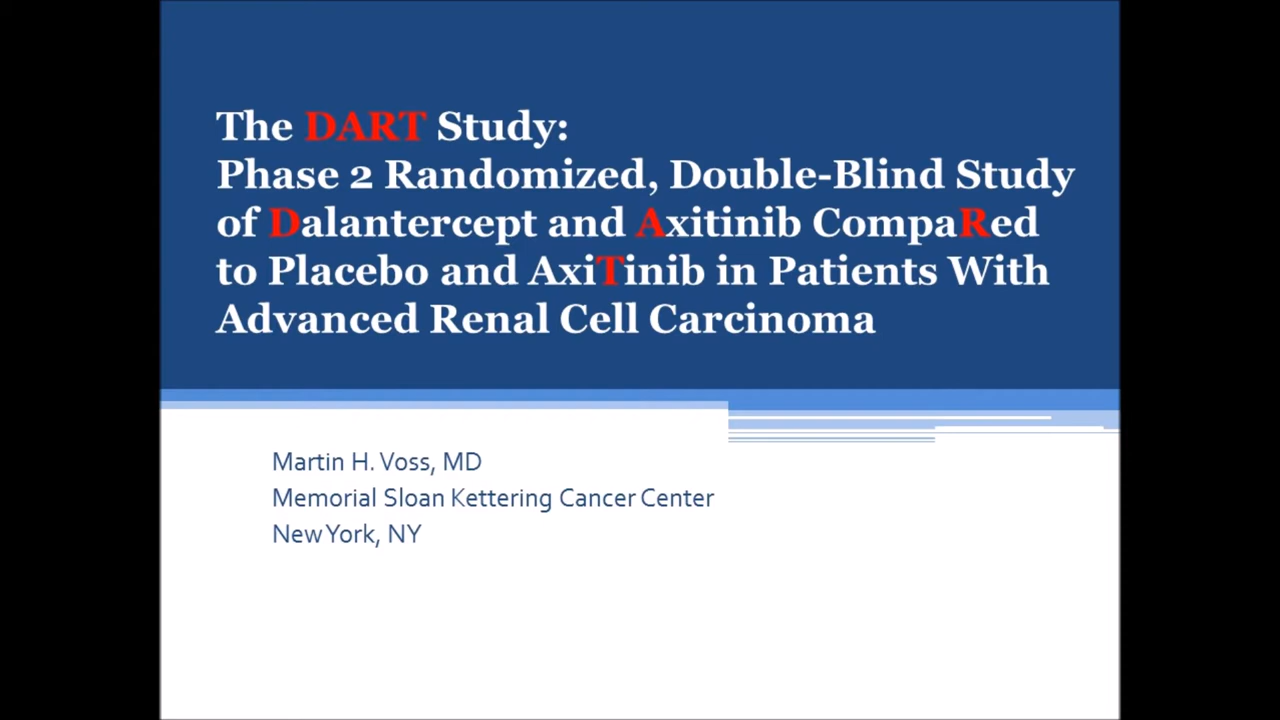 The DART Study:
Phase 2 Randomized, Double-Blind Study
of Dalantercept and Axitinib CompaRed
to Placebo and AxiTinib in Patients With
Advanced Renal Cell Carcinoma
Martin H. Voss, MD
Memorial Sloan Kettering Cancer Center
New York, NY